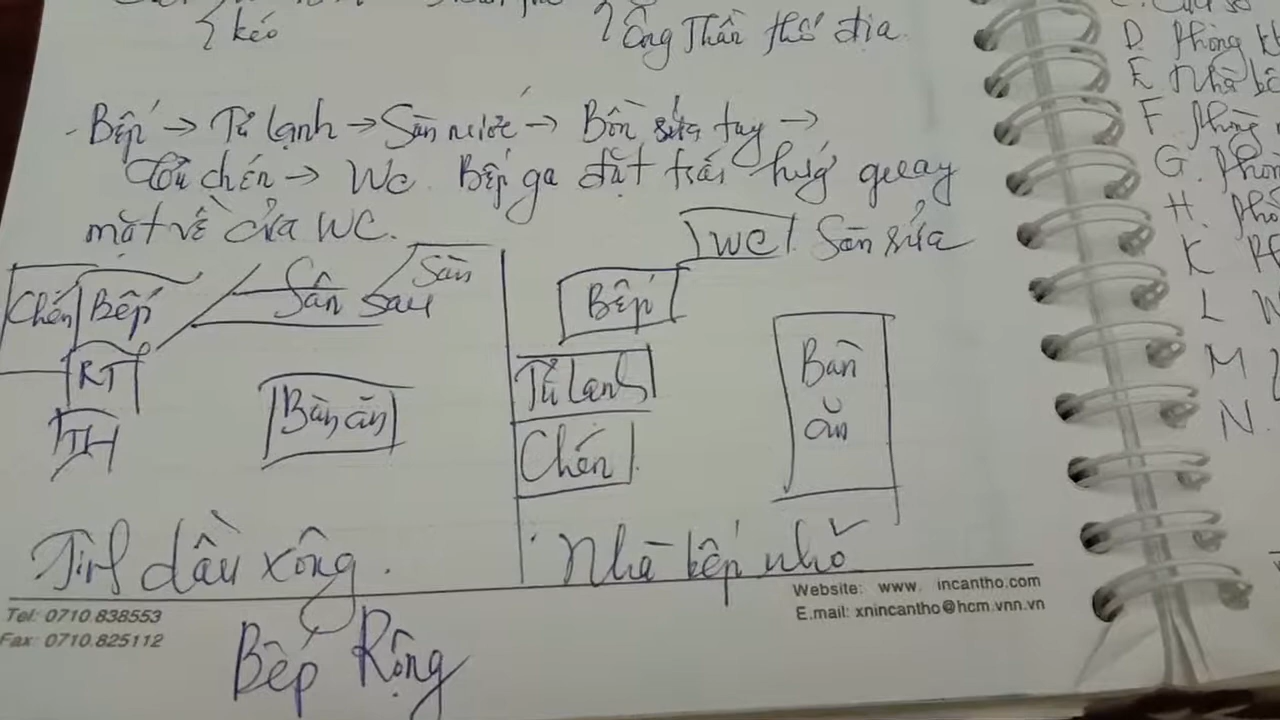 kéo
Ông Thần thổ địa
- Bếp → Tủ lạnh → Sàn nước → Bồn rửa tay →
Tủ chén → WC. Bếp ga đặt trái hướng quay
mặt về cửa WC.
WC Sàn rửa
Chén Bếp Sân sau Sàn
Bếp
RT
Tủ Lạnh
Bàn ăn
Bàn
ăn
TH
Chén
Tinh dầu xông.
Nhà bếp nhỏ
Bếp Rộng
Tel: 0710.838553
Fax: 0710.825112
Website: www. incantho.com
E.mail: xnincantho@hcm.vnn.vn
D. Phòng
E. Nhà
F. Phòng
G. Phòn
H.
K
L
M
N.